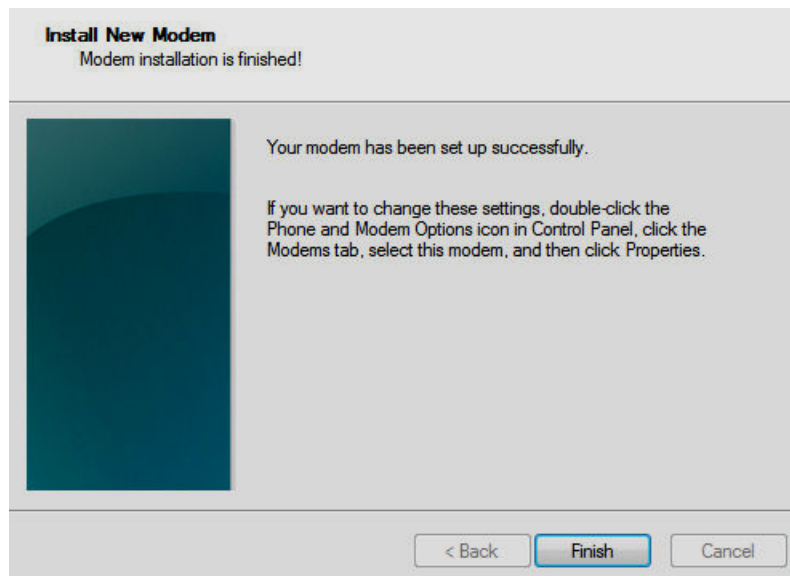 Install New Modem
Modem installation is finished!
Your modem has been set up successfully.
If you want to change these settings, double-click the
Phone and Modem Options icon in Control Panel, click the
Modems tab, select this modem, and then click Properties.
< Back
Finish
Cancel